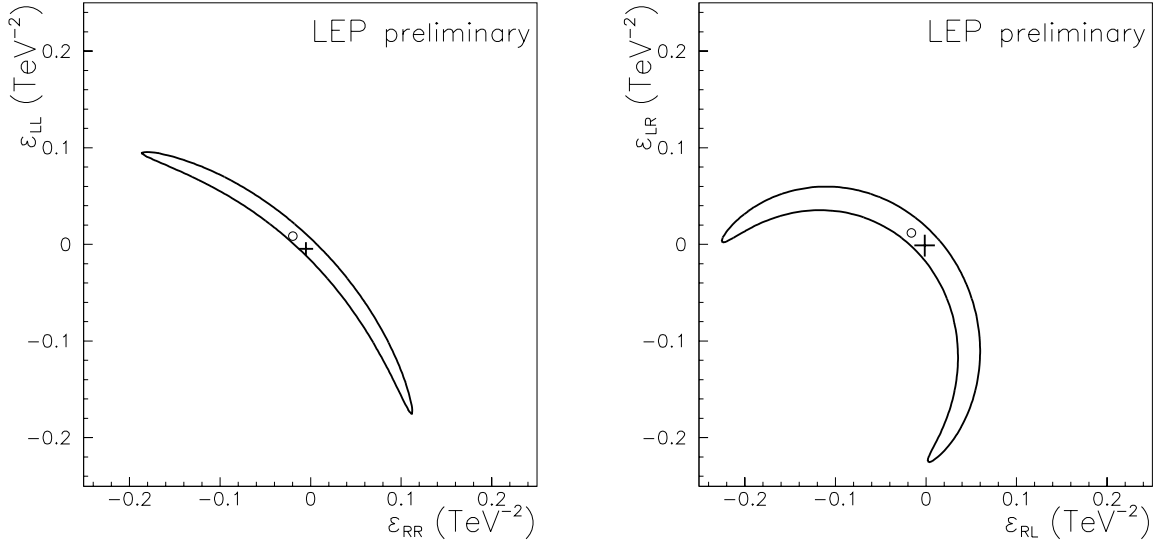 LEP preliminary
ε_LL (TeV⁻²)
0.2
0.1
0
−0.1
−0.2
−0.2 −0.1 0 0.1 0.2
ε_RR (TeV⁻²)
LEP preliminary
ε_LR (TeV⁻²)
0.2
0.1
0
−0.1
−0.2
−0.2 −0.1 0 0.1 0.2
ε_RL (TeV⁻²)